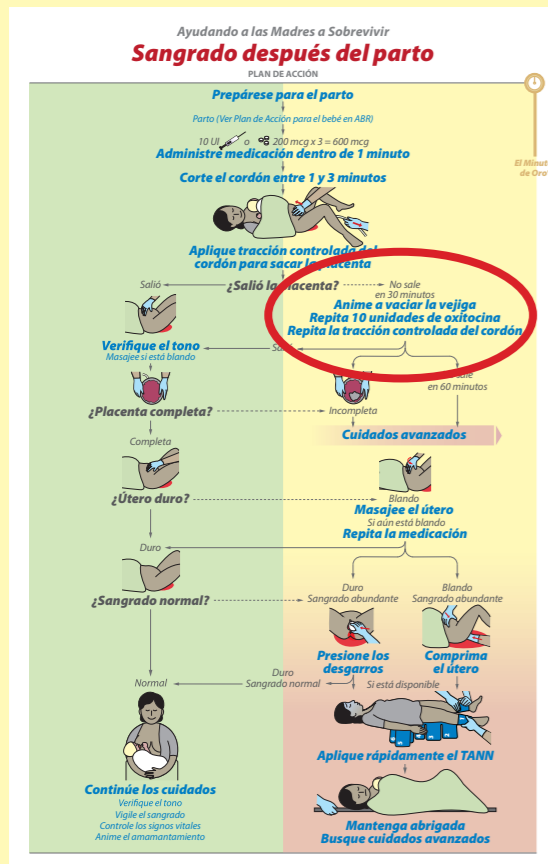 Ayudando a las Madres a Sobrevivir
Sangrado después del parto
PLAN DE ACCIÓN
Prepárese para el parto
Parto (Ver Plan de Acción para el bebé en ABR)
10 UI o 200 mcg x 3 = 600 mcg
Administre medicación dentro de 1 minuto
El Minuto
de Oro
Corte el cordón entre 1 y 3 minutos
Aplique tracción controlada del
cordón para sacar la placenta
Salió
¿Salió la placenta?
No sale
en 30 minutos
Anime a vaciar la vejiga
Repita 10 unidades de oxitocina
Repita la tracción controlada del cordón
Verifique el tono
Masajee si está blando
en 60 minutos
¿Placenta completa?
Incompleta
Completa
Cuidados avanzados
¿Útero duro?
Blando
Masajee el útero
Si aún está blando
Repita la medicación
Duro
¿Sangrado normal?
Duro
Sangrado abundante
Blando
Sangrado abundante
Presione los
desgarros
Comprima
el útero
Normal
Duro
Sangrado normal
Si está disponible
Aplique rápidamente el TANN
Continúe los cuidados
Verifique el tono
Vigile el sangrado
Controle los signos vitales
Anime el amamantamiento
Mantenga abrigada
Busque cuidados avanzados